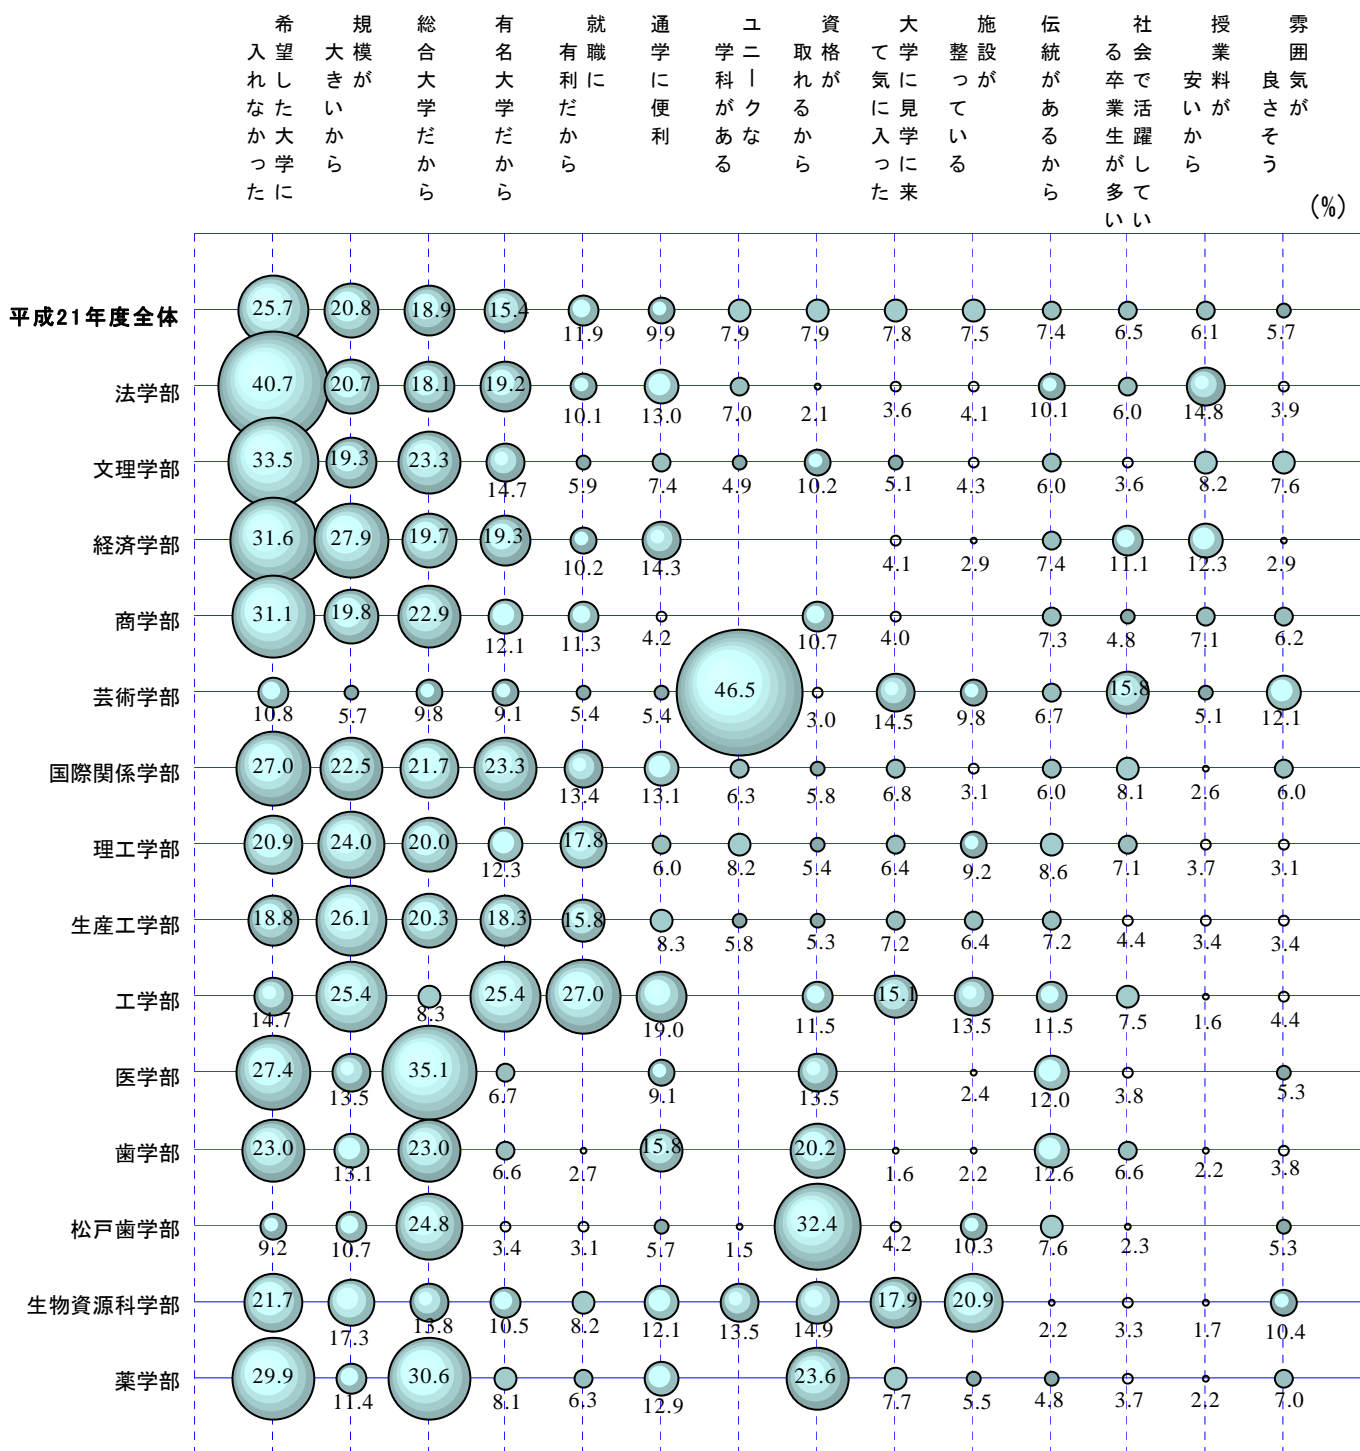 希望した大学に
入れなかった
規模が
大きいから
総合大学だから
有名大学だから
就職に
有利だから
通学に便利
ユニークな
学科がある
資格が
取れるから
大学に見学に来
て気に入った
施設が
整っている
伝統があるから
社会で活躍してい
る卒業生が多い
授業料が
安いから
雰囲気が
良さそう
(%)
平成21年度全体 25.7 20.8 18.9 15.4 11.9 9.9 7.9 7.9 7.8 7.5 7.4 6.5 6.1 5.7
法学部 40.7 20.7 18.1 19.2 10.1 13.0 7.0 2.1 3.6 4.1 10.1 6.0 14.8 3.9
文理学部 33.5 19.3 23.3 14.7 5.9 7.4 4.9 10.2 5.1 4.3 6.0 3.6 8.2 7.6
経済学部 31.6 27.9 19.7 19.3 10.2 14.3 4.1 2.9 7.4 11.1 12.3 2.9
商学部 31.1 19.8 22.9 12.1 11.3 4.2 10.7 4.0 7.3 4.8 7.1 6.2
芸術学部 10.8 5.7 9.8 9.1 5.4 5.4 46.5 3.0 14.5 9.8 6.7 15.8 5.1 12.1
国際関係学部 27.0 22.5 21.7 23.3 13.4 13.1 6.3 5.8 6.8 3.1 6.0 8.1 2.6 6.0
理工学部 20.9 24.0 20.0 12.3 17.8 6.0 8.2 5.4 6.4 9.2 8.6 7.1 3.7 3.1
生産工学部 18.8 26.1 20.3 18.3 15.8 8.3 5.8 5.3 7.2 6.4 7.2 4.4 3.4 3.4
工学部 14.7 25.4 8.3 25.4 27.0 19.0 11.5 15.1 13.5 11.5 7.5 1.6 4.4
医学部 27.4 13.5 35.1 6.7 9.1 13.5 2.4 12.0 3.8 5.3
歯学部 23.0 13.1 23.0 6.6 2.7 15.8 20.2 1.6 2.2 12.6 6.6 2.2 3.8
松戸歯学部 9.2 10.7 24.8 3.4 3.1 5.7 1.5 32.4 4.2 10.3 7.6 2.3 5.3
生物資源科学部 21.7 17.3 13.8 10.5 8.2 12.1 13.5 14.9 17.9 20.9 2.2 3.3 1.7 10.4
薬学部 29.9 11.4 30.6 8.1 6.3 12.9 23.6 7.7 5.5 4.8 3.7 2.2 7.0